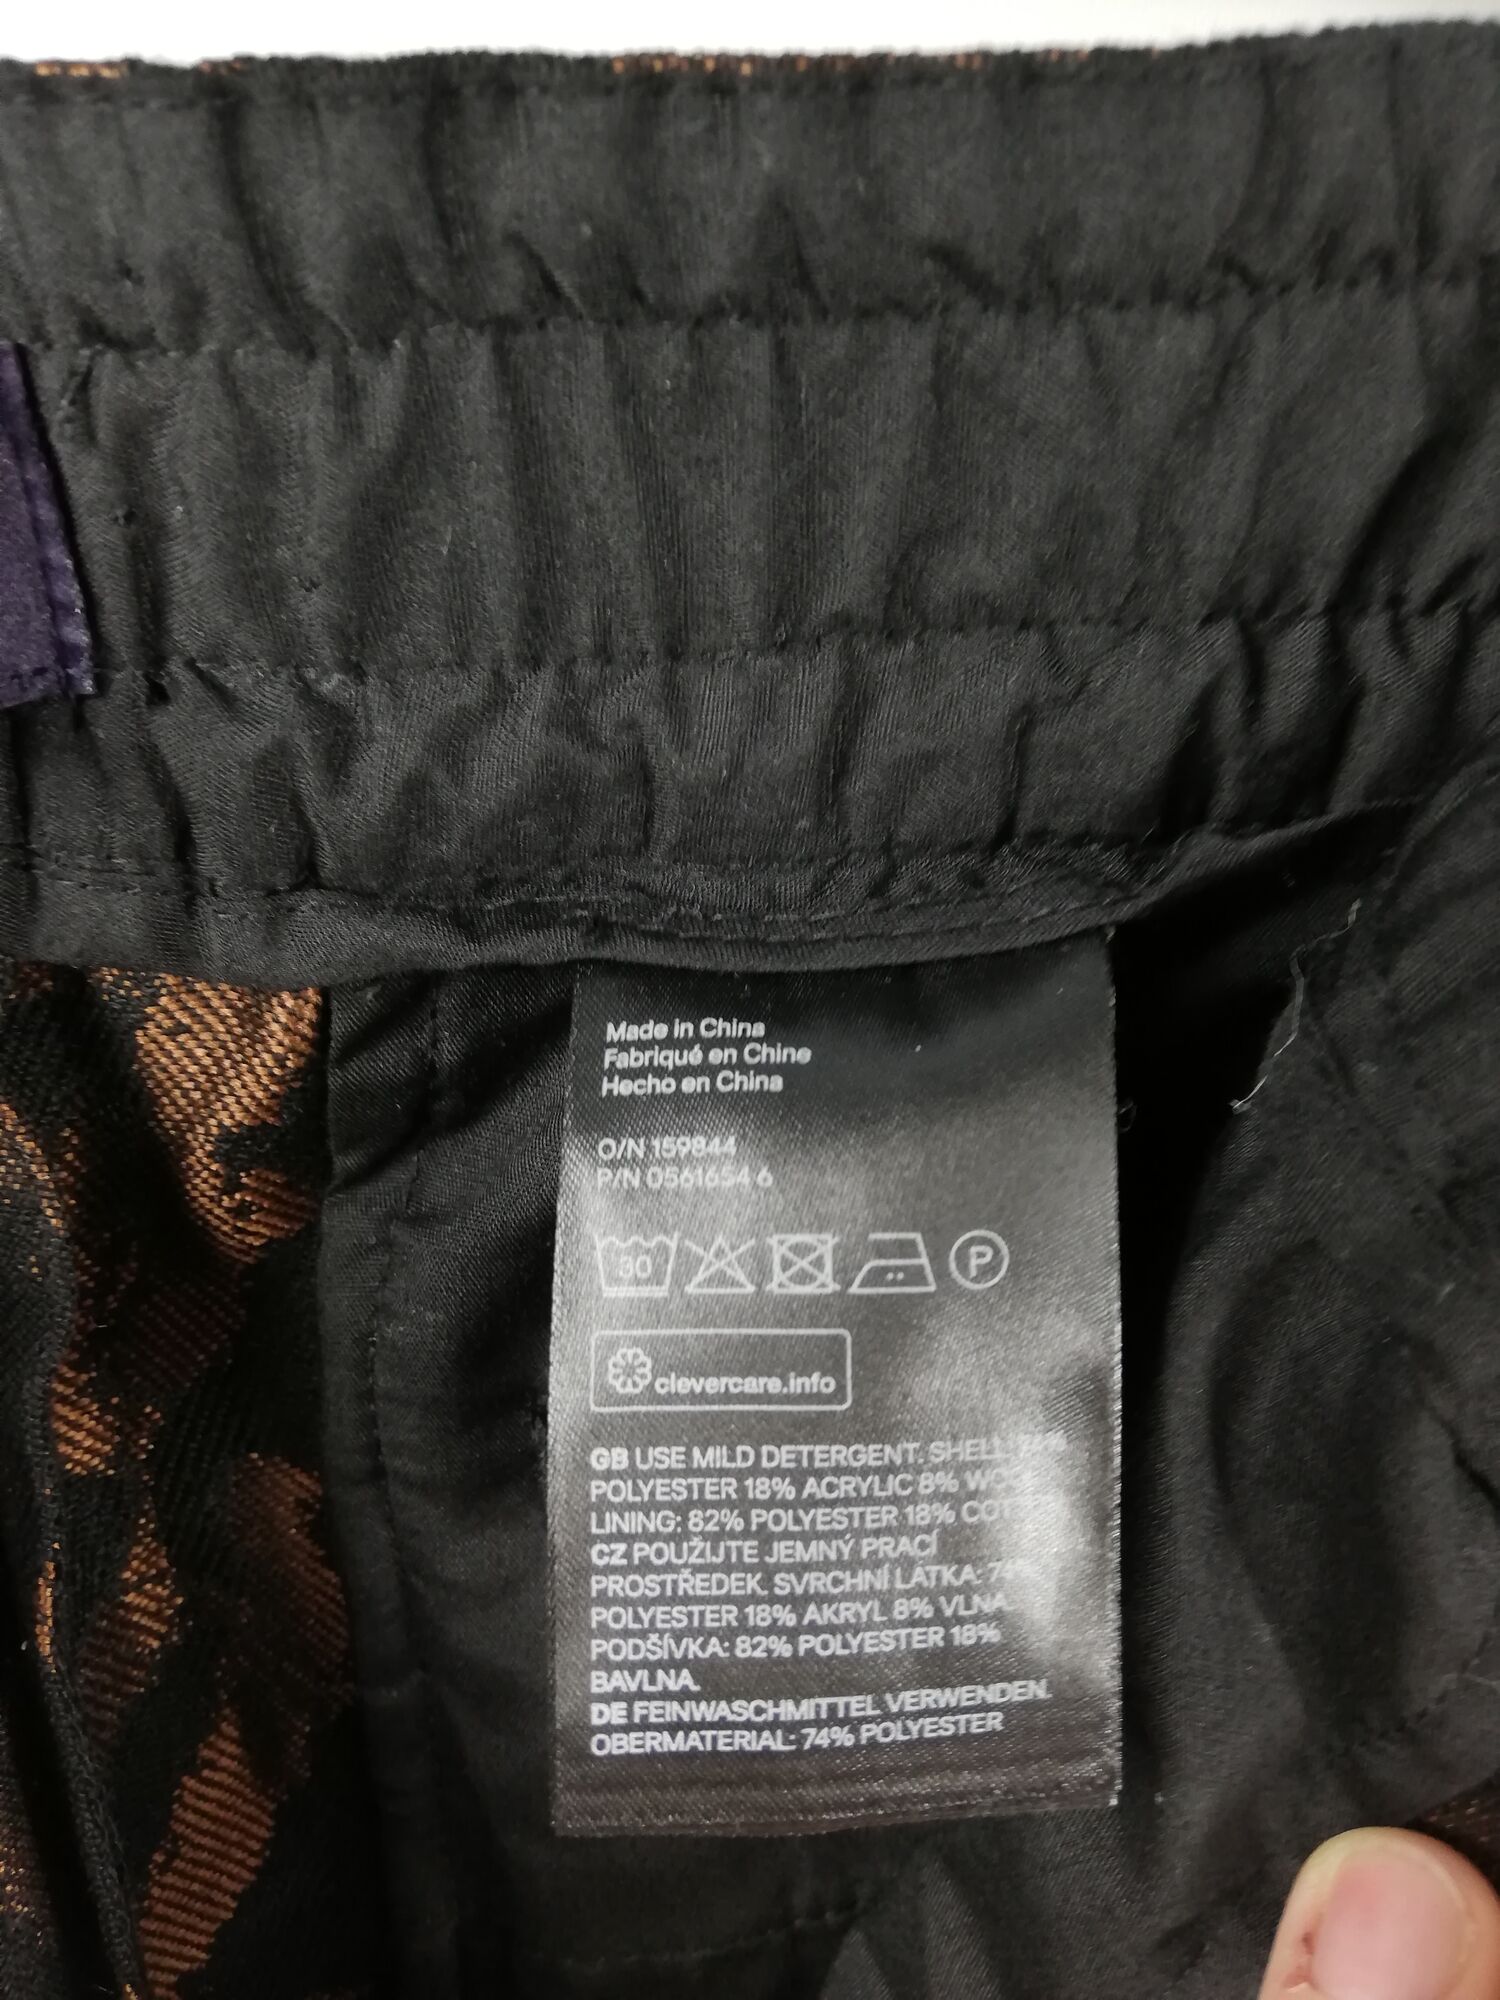 Made in China
Fabriqué en Chine
Hecho en China
O/N 159844
P/N 0561654 6
30
P
clevercare.info
GB USE MILD DETERGENT. SHELL:
POLYESTER 18% ACRYLIC 8%
LINING: 82% POLYESTER 18%
CZ POUŽIJTE JEMNÝ PRACÍ
PROSTŘEDEK. SVRCHNÍ LÁTKA:
POLYESTER 18% AKRYL 8% VLNA
PODŠÍVKA: 82% POLYESTER 18%
BAVLNA.
DE FEINWASCHMITTEL VERWENDEN.
OBERMATERIAL: 74% POLYESTER